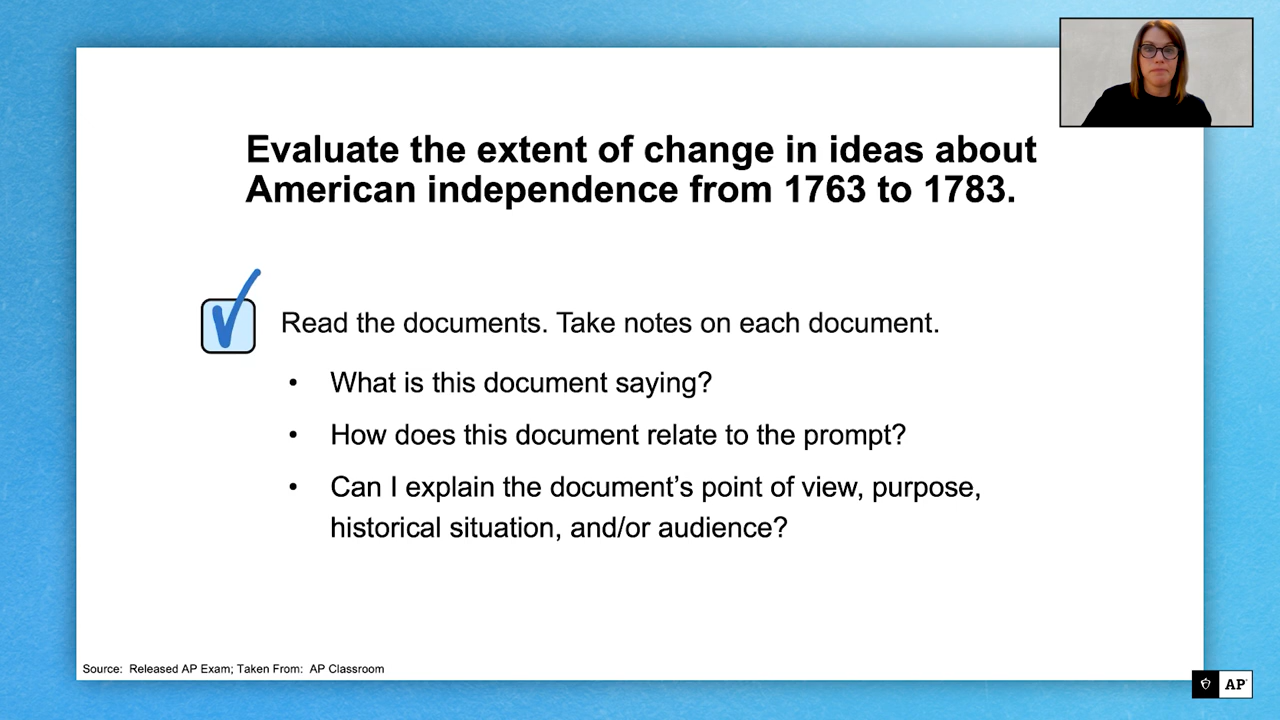 Evaluate the extent of change in ideas about
American independence from 1763 to 1783.
Read the documents. Take notes on each document.
• What is this document saying?
• How does this document relate to the prompt?
• Can I explain the document’s point of view, purpose,
historical situation, and/or audience?
Source: Released AP Exam; Taken From: AP Classroom
AP